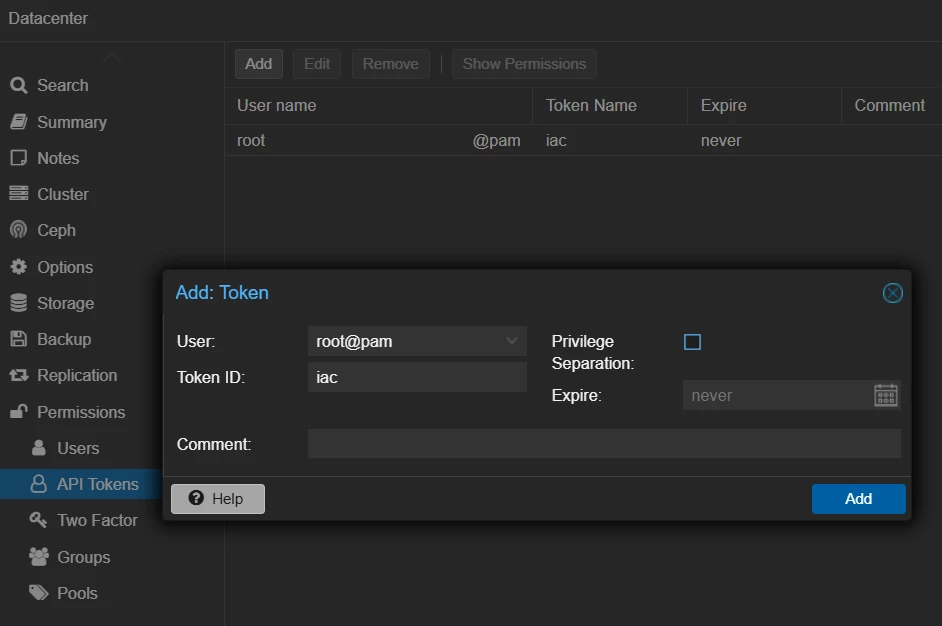 Datacenter
Search
Summary
Notes
Cluster
Ceph
Options
Storage
Backup
Replication
Permissions
Users
API Tokens
Two Factor
Groups
Pools
Add Edit Remove Show Permissions
User name Token Name Expire Comment
root @pam iac never
Add: Token
User: root@pam
Token ID: iac
Privilege
Separation:
Expire: never
Comment:
Help Add